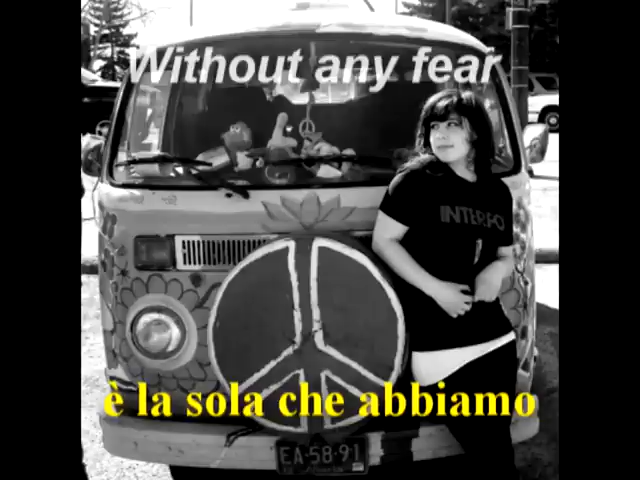 Without any fear
INTERPO
è la sola che abbiamo
EA-58-91